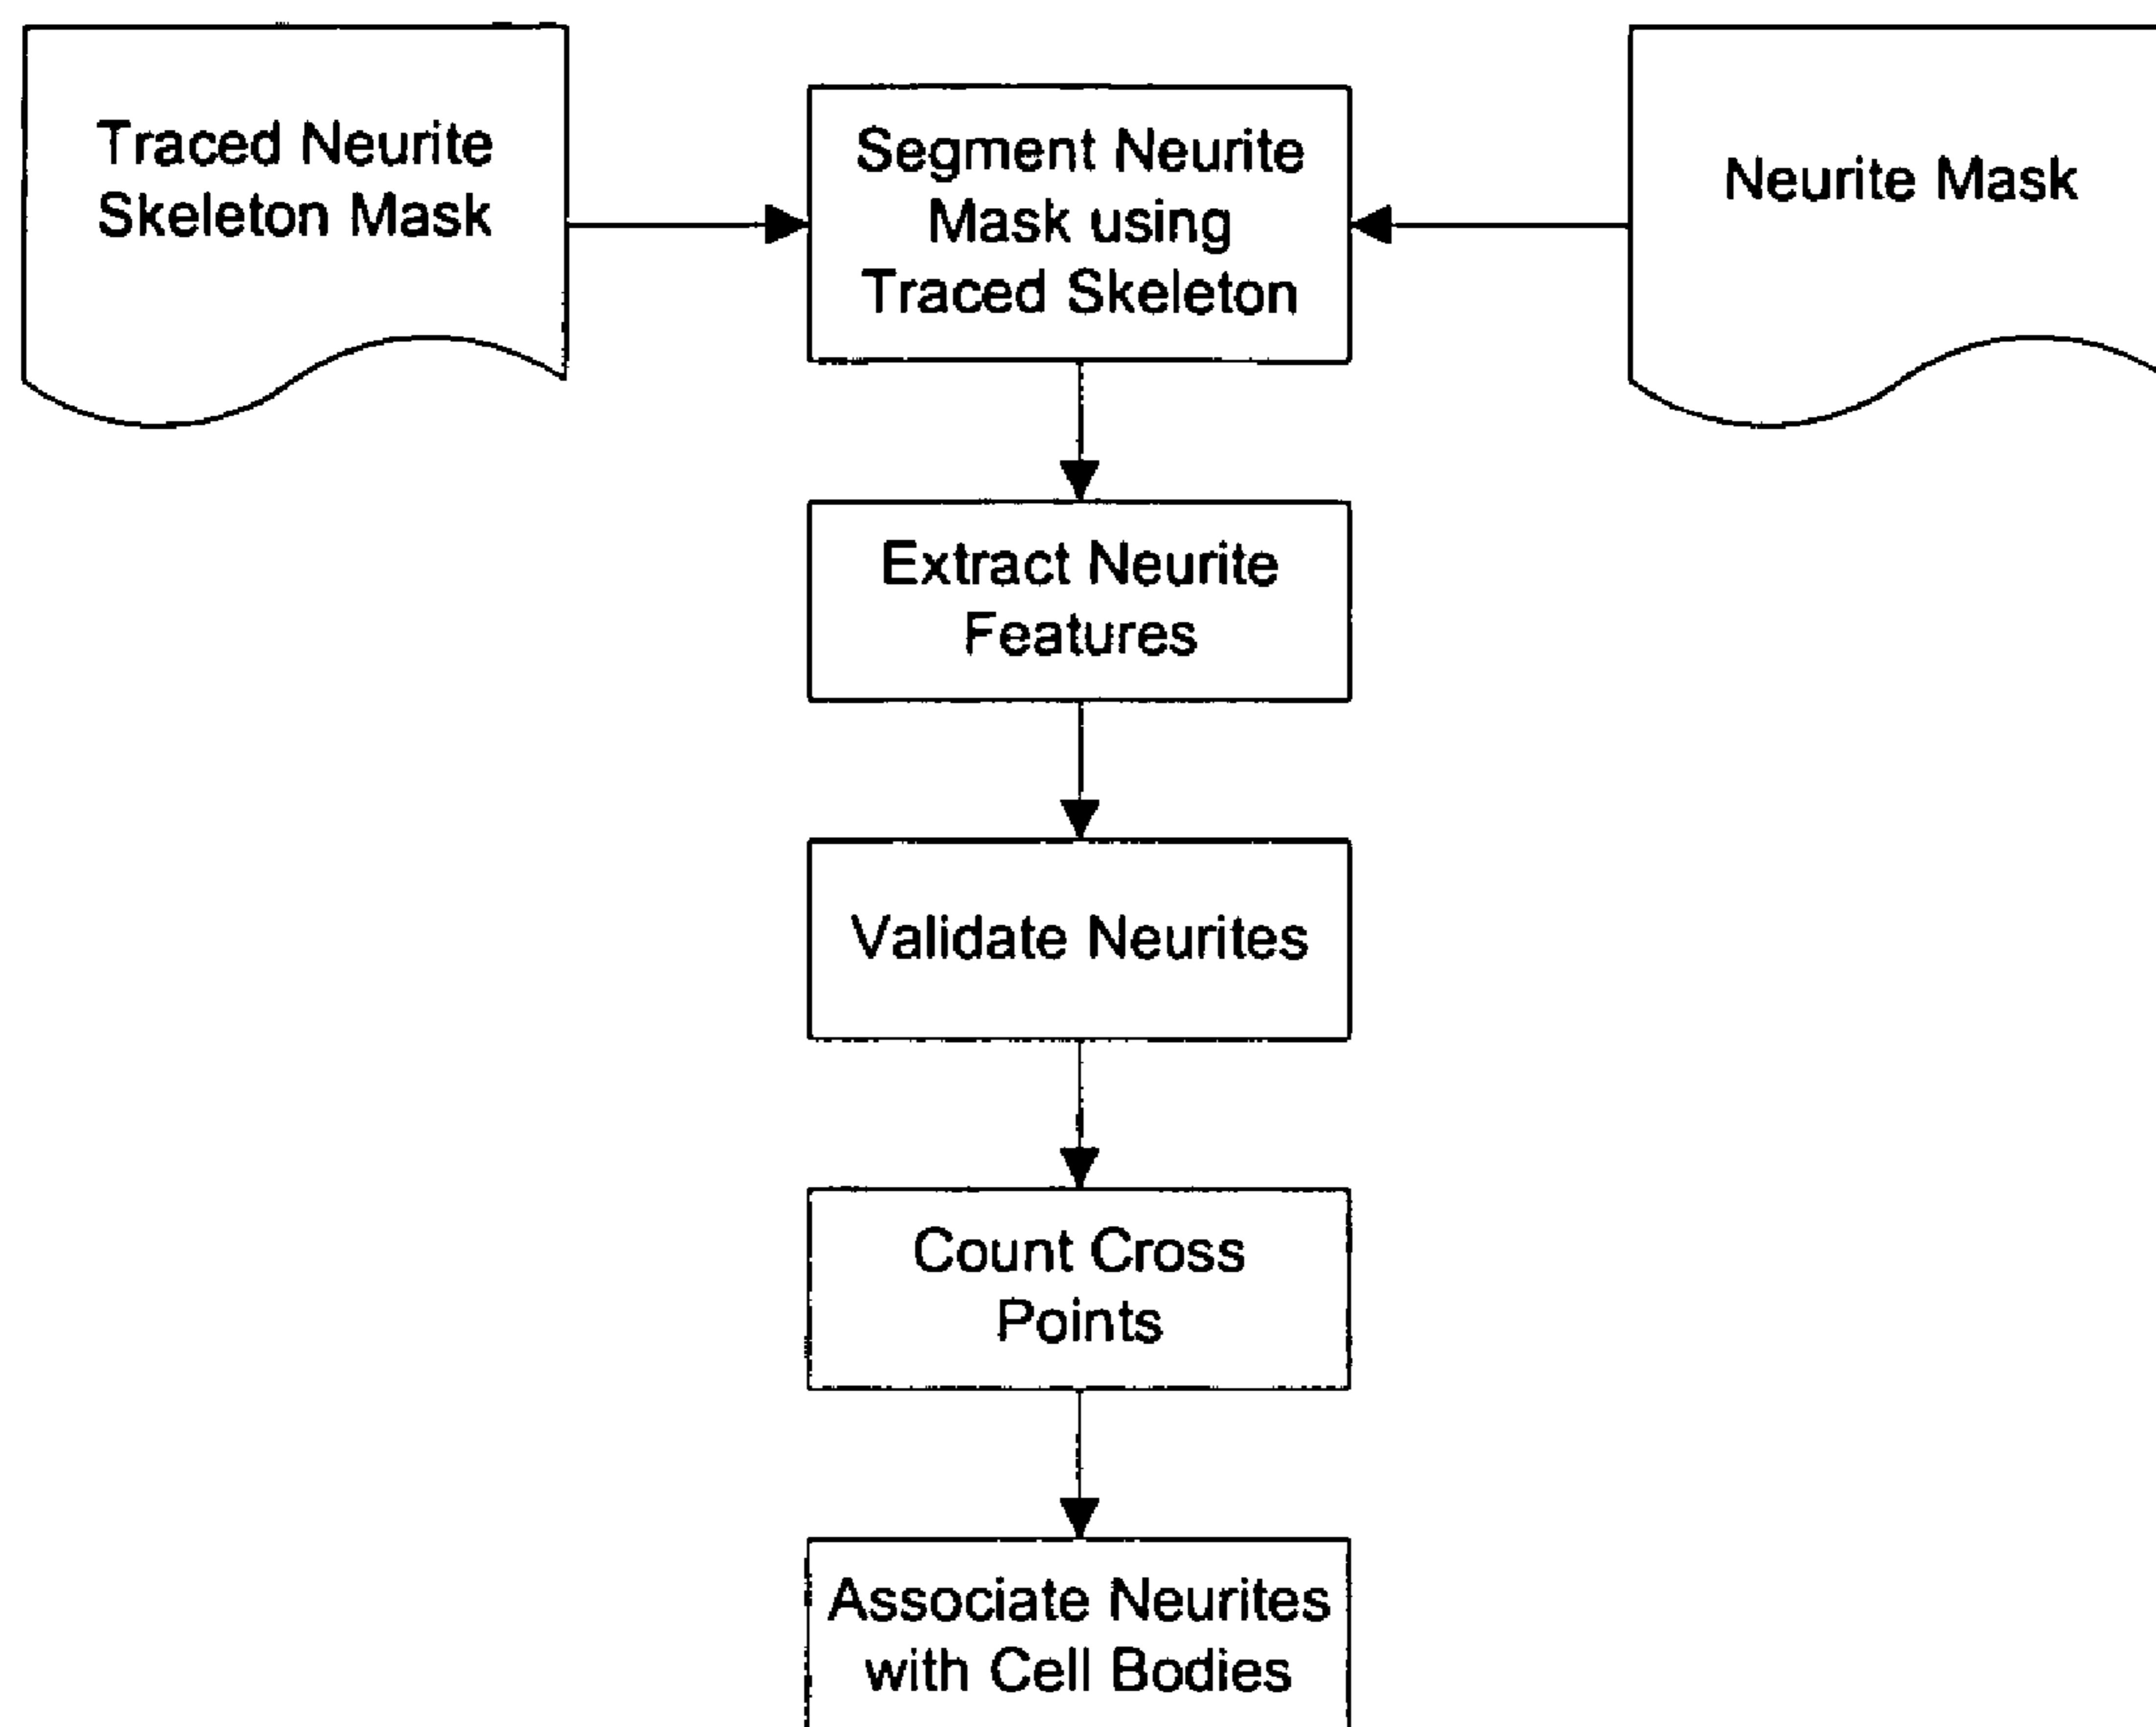 Traced Neurite
Skeleton Mask
Segment Neurite
Mask using
Traced Skeleton
Neurite Mask
Extract Neurite
Features
Validate Neurites
Count Cross
Points
Associate Neurites
with Cell Bodies